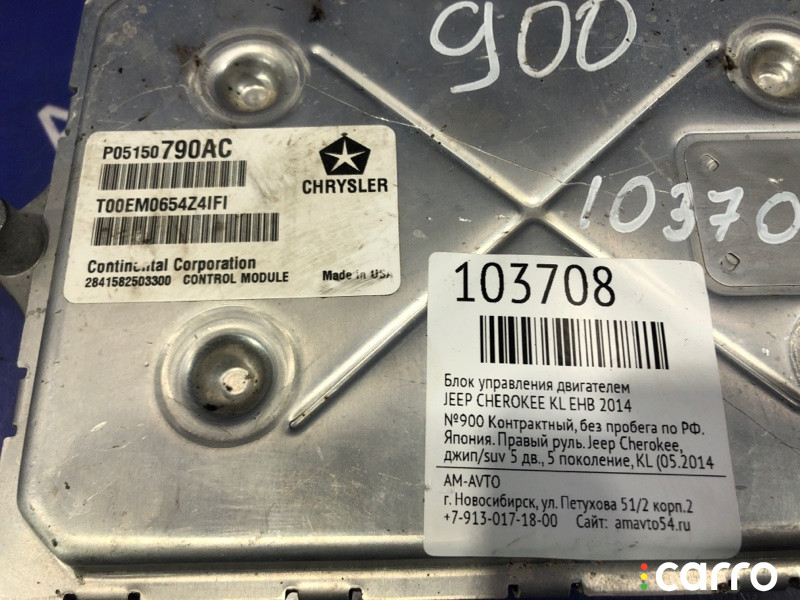 900
P05150790AC
T00EM0654Z4IFI
CHRYSLER
Continental Corporation
2841582503300 CONTROL MODULE
Made in USA
10370
103708
Блок управления двигателем
JEEP CHEROKEE KL EHB 2014
№900 Контрактный, без пробега по РФ.
Япония. Правый руль. Jeep Cherokee,
джип/suv 5 дв., 5 поколение, KL (05.2014
AM-AVTO
г. Новосибирск, ул. Петухова 51/2 корп.2
+7-913-017-18-00 Сайт: amavto54.ru
carro